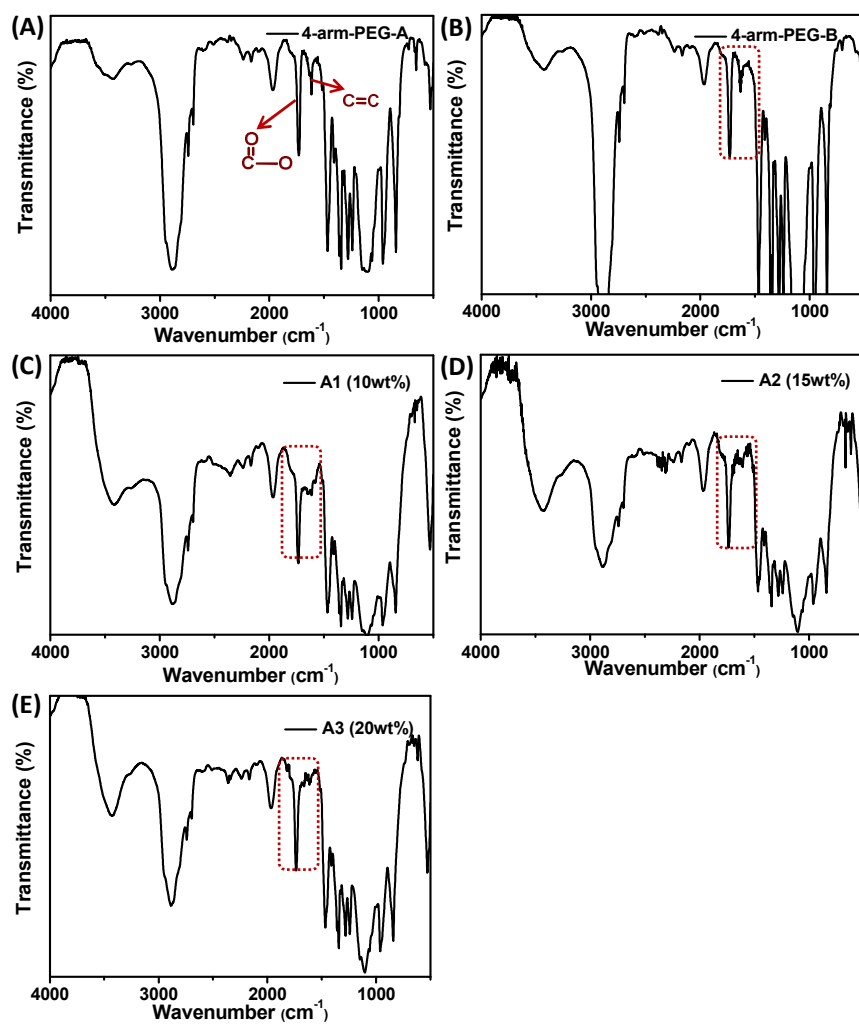 (A)
4-arm-PEG-A
Transmittance (%)
C=C
O
C—O
4000 3000 2000 1000
Wavenumber (cm⁻¹)
(B)
4-arm-PEG-B
Transmittance (%)
4000 3000 2000 1000
Wavenumber (cm⁻¹)
(C)
A1 (10wt%)
Transmittance (%)
4000 3000 2000 1000
Wavenumber (cm⁻¹)
(D)
A2 (15wt%)
Transmittance (%)
4000 3000 2000 1000
Wavenumber (cm⁻¹)
(E)
A3 (20wt%)
Transmittance (%)
4000 3000 2000 1000
Wavenumber (cm⁻¹)